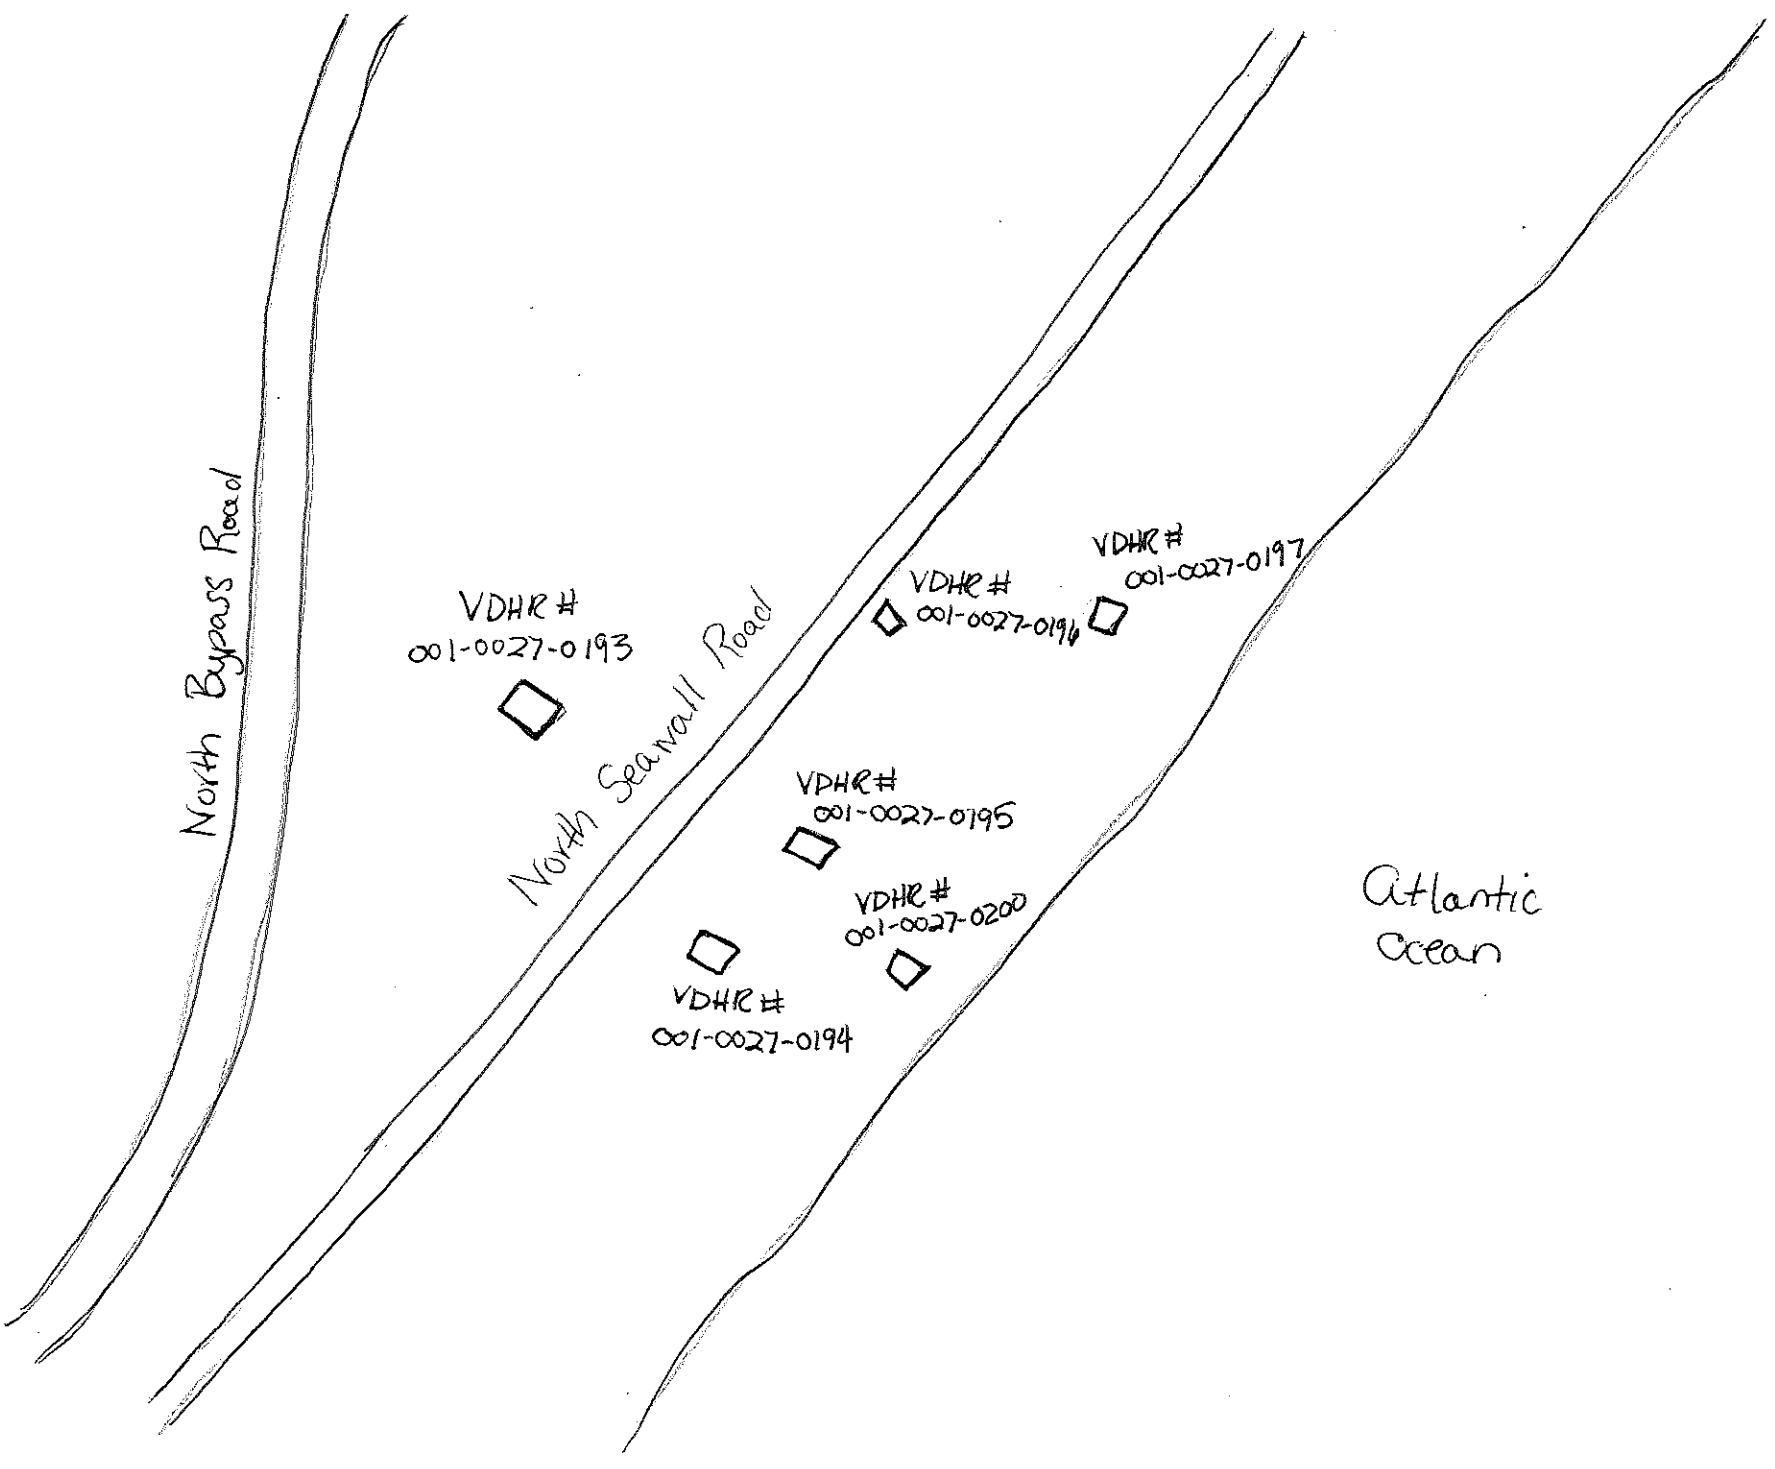 North Bypass Road
VDHR #
001-0027-0193
North Seawall Road
VDHR #
001-0027-0196
VDHR #
001-0027-0197
VDHR #
001-0027-0195
VDHR #
001-0027-0200
VDHR #
001-0027-0194
Atlantic
Ocean